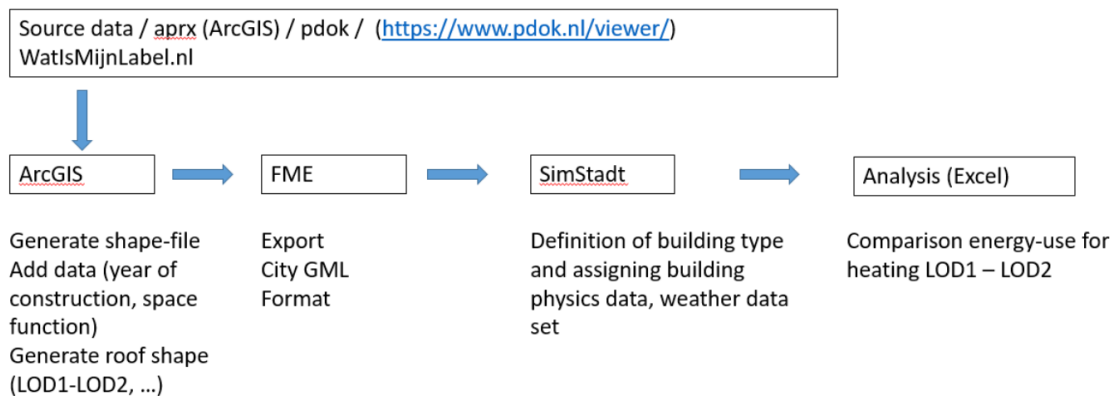 Source data / aprx (ArcGIS) / pdok / (https://www.pdok.nl/viewer/)
WatIsMijnLabel.nl
ArcGIS
FME
SimStadt
Analysis (Excel)
Generate shape-file
Add data (year of
construction, space
function)
Generate roof shape
(LOD1-LOD2, ...)
Export
City GML
Format
Definition of building type
and assigning building
physics data, weather data
set
Comparison energy-use for
heating LOD1 – LOD2